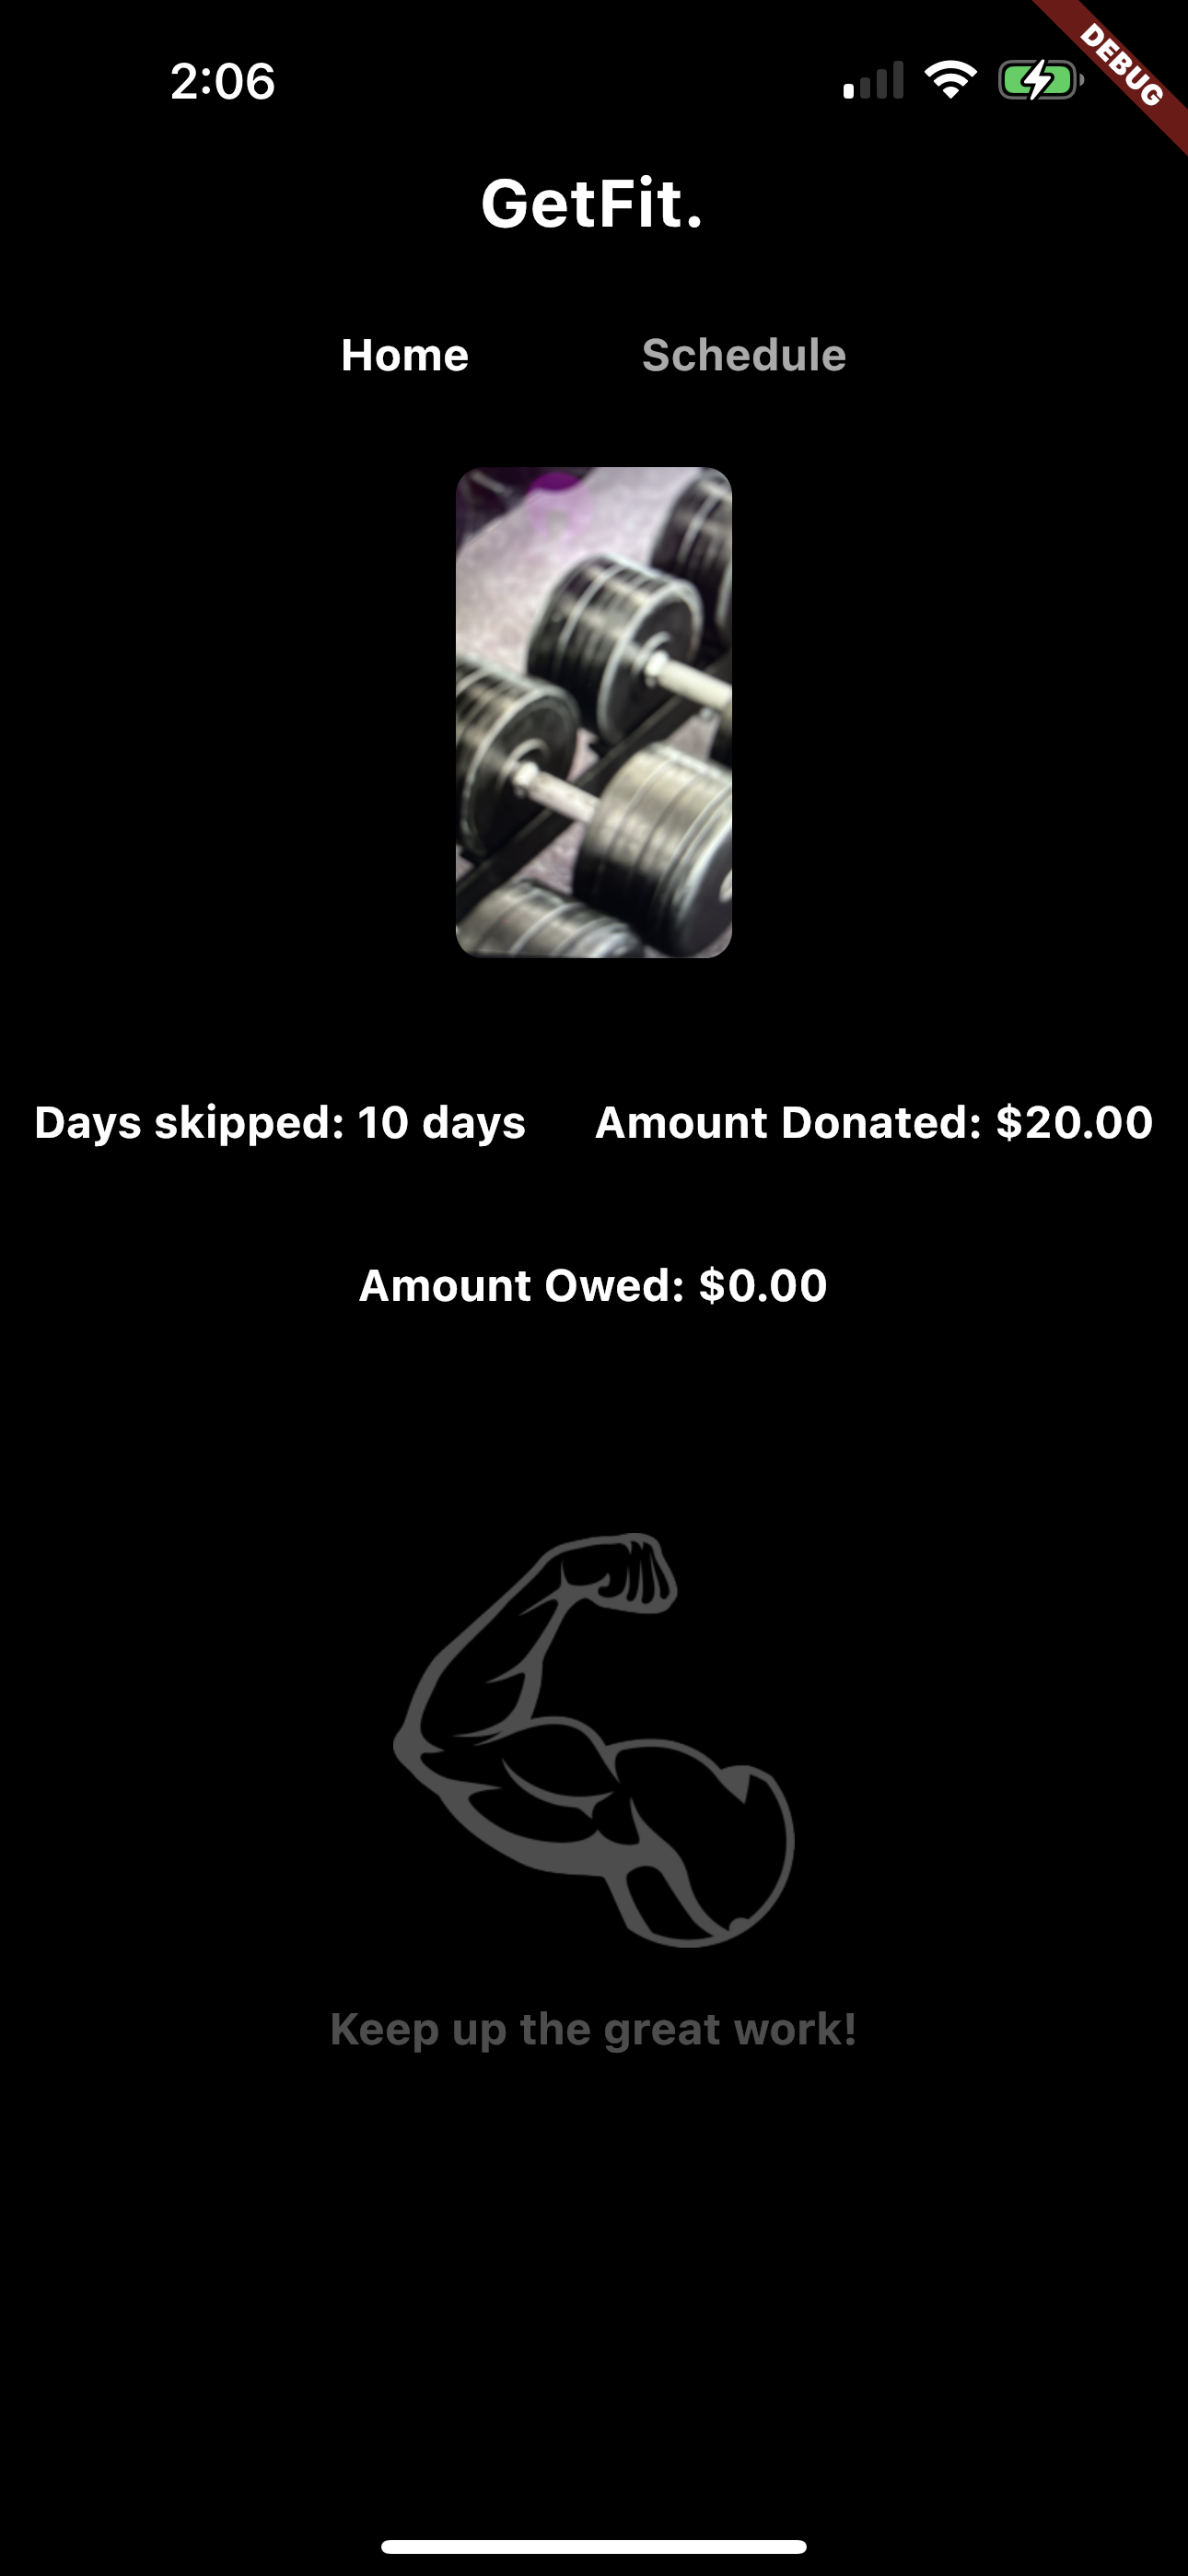 2:06
DEBUG
GetFit.
Home Schedule
Days skipped: 10 days Amount Donated: $20.00
Amount Owed: $0.00
Keep up the great work!